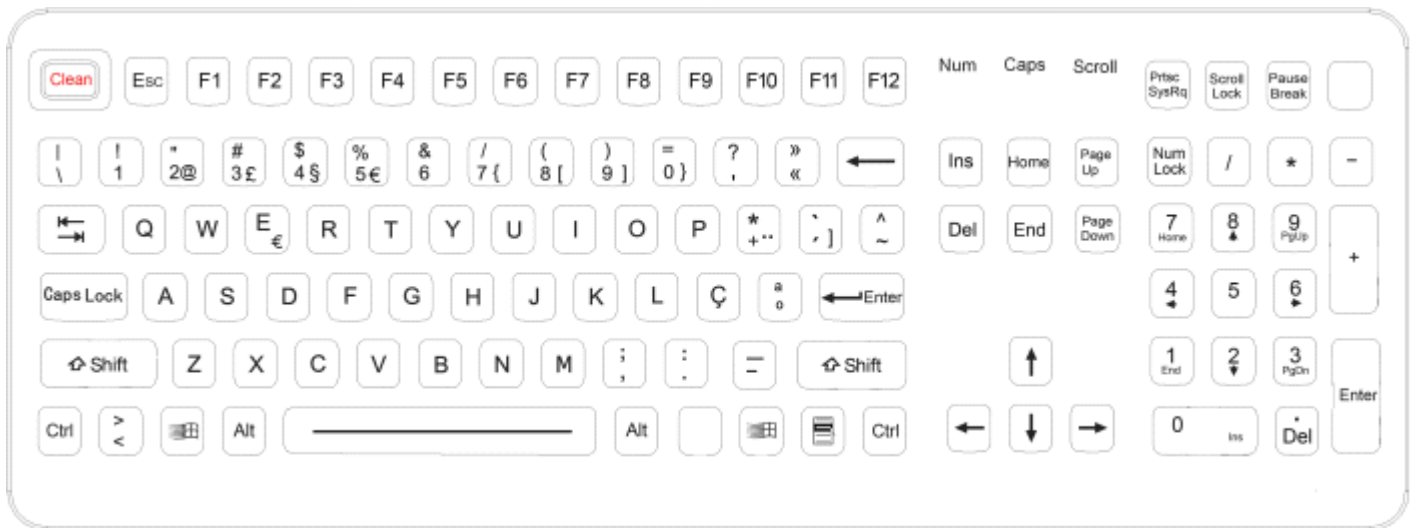 Clean Esc F1 F2 F3 F4 F5 F6 F7 F8 F9 F10 F11 F12 Num Caps Scroll Prtsc SysRq Scroll Lock Pause Break
| \ ! 1 " 2@ # 3£ $ 4§ % 5€ & 6 / 7{ ( 8[ ) 9] = 0} ? ' » « Ins Home Page Up Num Lock / * -
Q W E € R T Y U I O P * + ¨ ` ´ ] ^ ~ Del End Page Down 7 Home 8 9 PgUp +
Caps Lock A S D F G H J K L Ç ª º Enter 4 5 6
Shift Z X C V B N M ; , : . _ - Shift 1 End 2 3 PgDn Enter
Ctrl > < Alt Alt Ctrl 0 Ins . Del